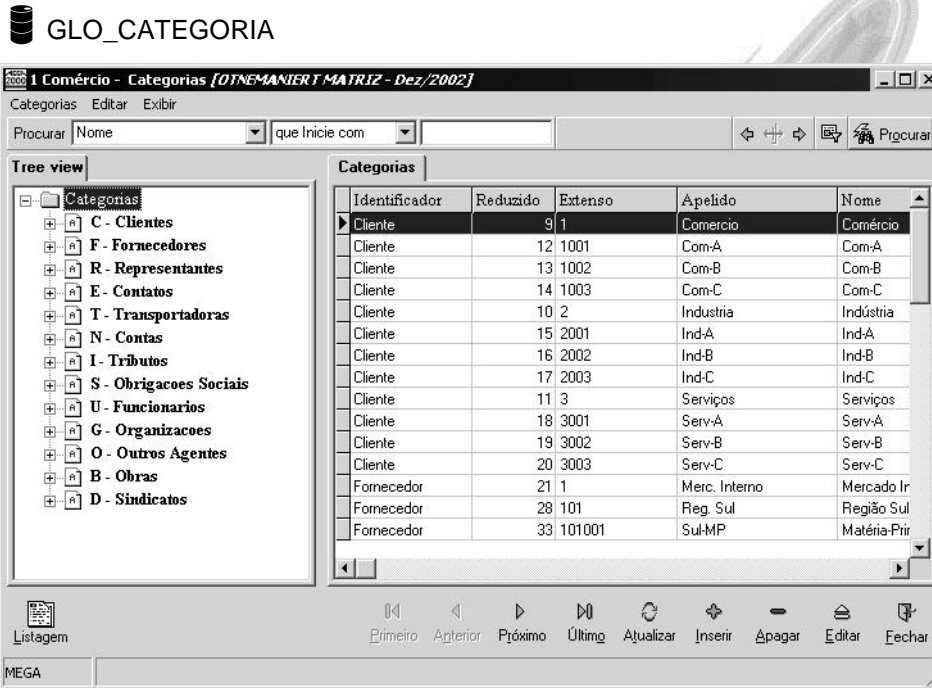 GLO_CATEGORIA
MEGA 2000 1 Comércio - Categorias [OTNEMANIERT MATRIZ - Dez/2002]
Categorias Editar Exibir
Procurar Nome que Inicie com Procurar
Tree view
Categorias
C - Clientes
F - Fornecedores
R - Representantes
E - Contatos
T - Transportadoras
N - Contas
I - Tributos
S - Obrigacoes Sociais
U - Funcionarios
G - Organizacoes
O - Outros Agentes
B - Obras
D - Sindicatos
Categorias
Identificador Reduzido Extenso Apelido Nome
Cliente 9 1 Comercio Comércio
Cliente 12 1001 Com-A Com-A
Cliente 13 1002 Com-B Com-B
Cliente 14 1003 Com-C Com-C
Cliente 10 2 Industria Indústria
Cliente 15 2001 Ind-A Ind-A
Cliente 16 2002 Ind-B Ind-B
Cliente 17 2003 Ind-C Ind-C
Cliente 11 3 Serviços Serviços
Cliente 18 3001 Serv-A Serv-A
Cliente 19 3002 Serv-B Serv-B
Cliente 20 3003 Serv-C Serv-C
Fornecedor 21 1 Merc. Interno Mercado In
Fornecedor 28 101 Reg. Sul Região Sul
Fornecedor 33 101001 Sul-MP Matéria-Prir
Listagem Primeiro Anterior Próximo Último Atualizar Inserir Apagar Editar Fechar
MEGA